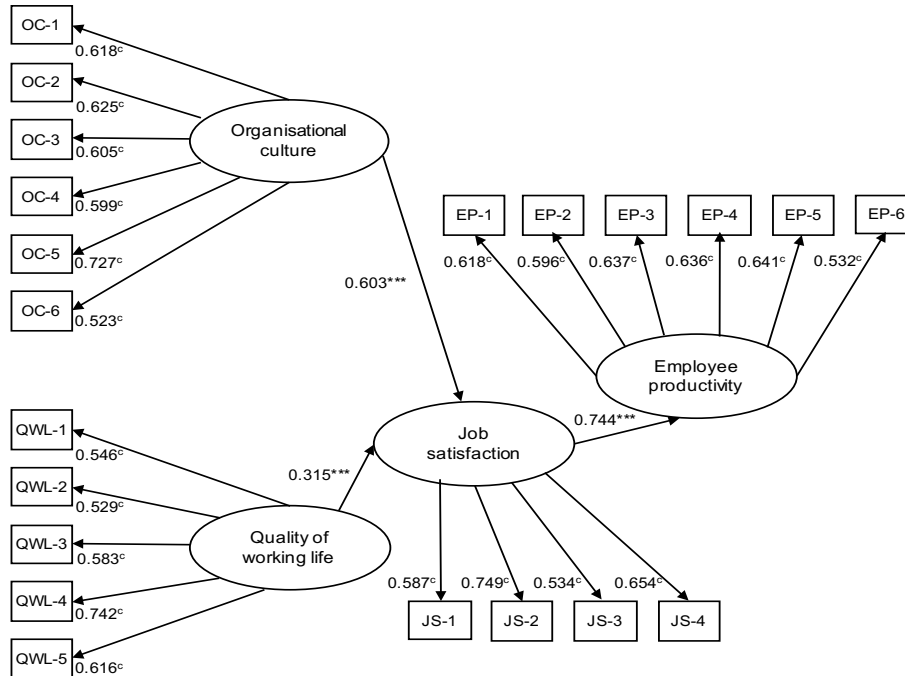 OC-1
0.618ᶜ
OC-2
0.625ᶜ
OC-3
0.605ᶜ
OC-4
0.599ᶜ
OC-5
0.727ᶜ
OC-6
0.523ᶜ
Organisational
culture
0.603***
EP-1
EP-2
EP-3
EP-4
EP-5
EP-6
0.618ᶜ
0.596ᶜ
0.637ᶜ
0.636ᶜ
0.641ᶜ
0.532ᶜ
Employee
productivity
0.744***
Job
satisfaction
0.315***
QWL-1
0.546ᶜ
QWL-2
0.529ᶜ
QWL-3
0.583ᶜ
QWL-4
0.742ᶜ
QWL-5
0.616ᶜ
Quality of
working life
0.587ᶜ
0.749ᶜ
0.534ᶜ
0.654ᶜ
JS-1
JS-2
JS-3
JS-4